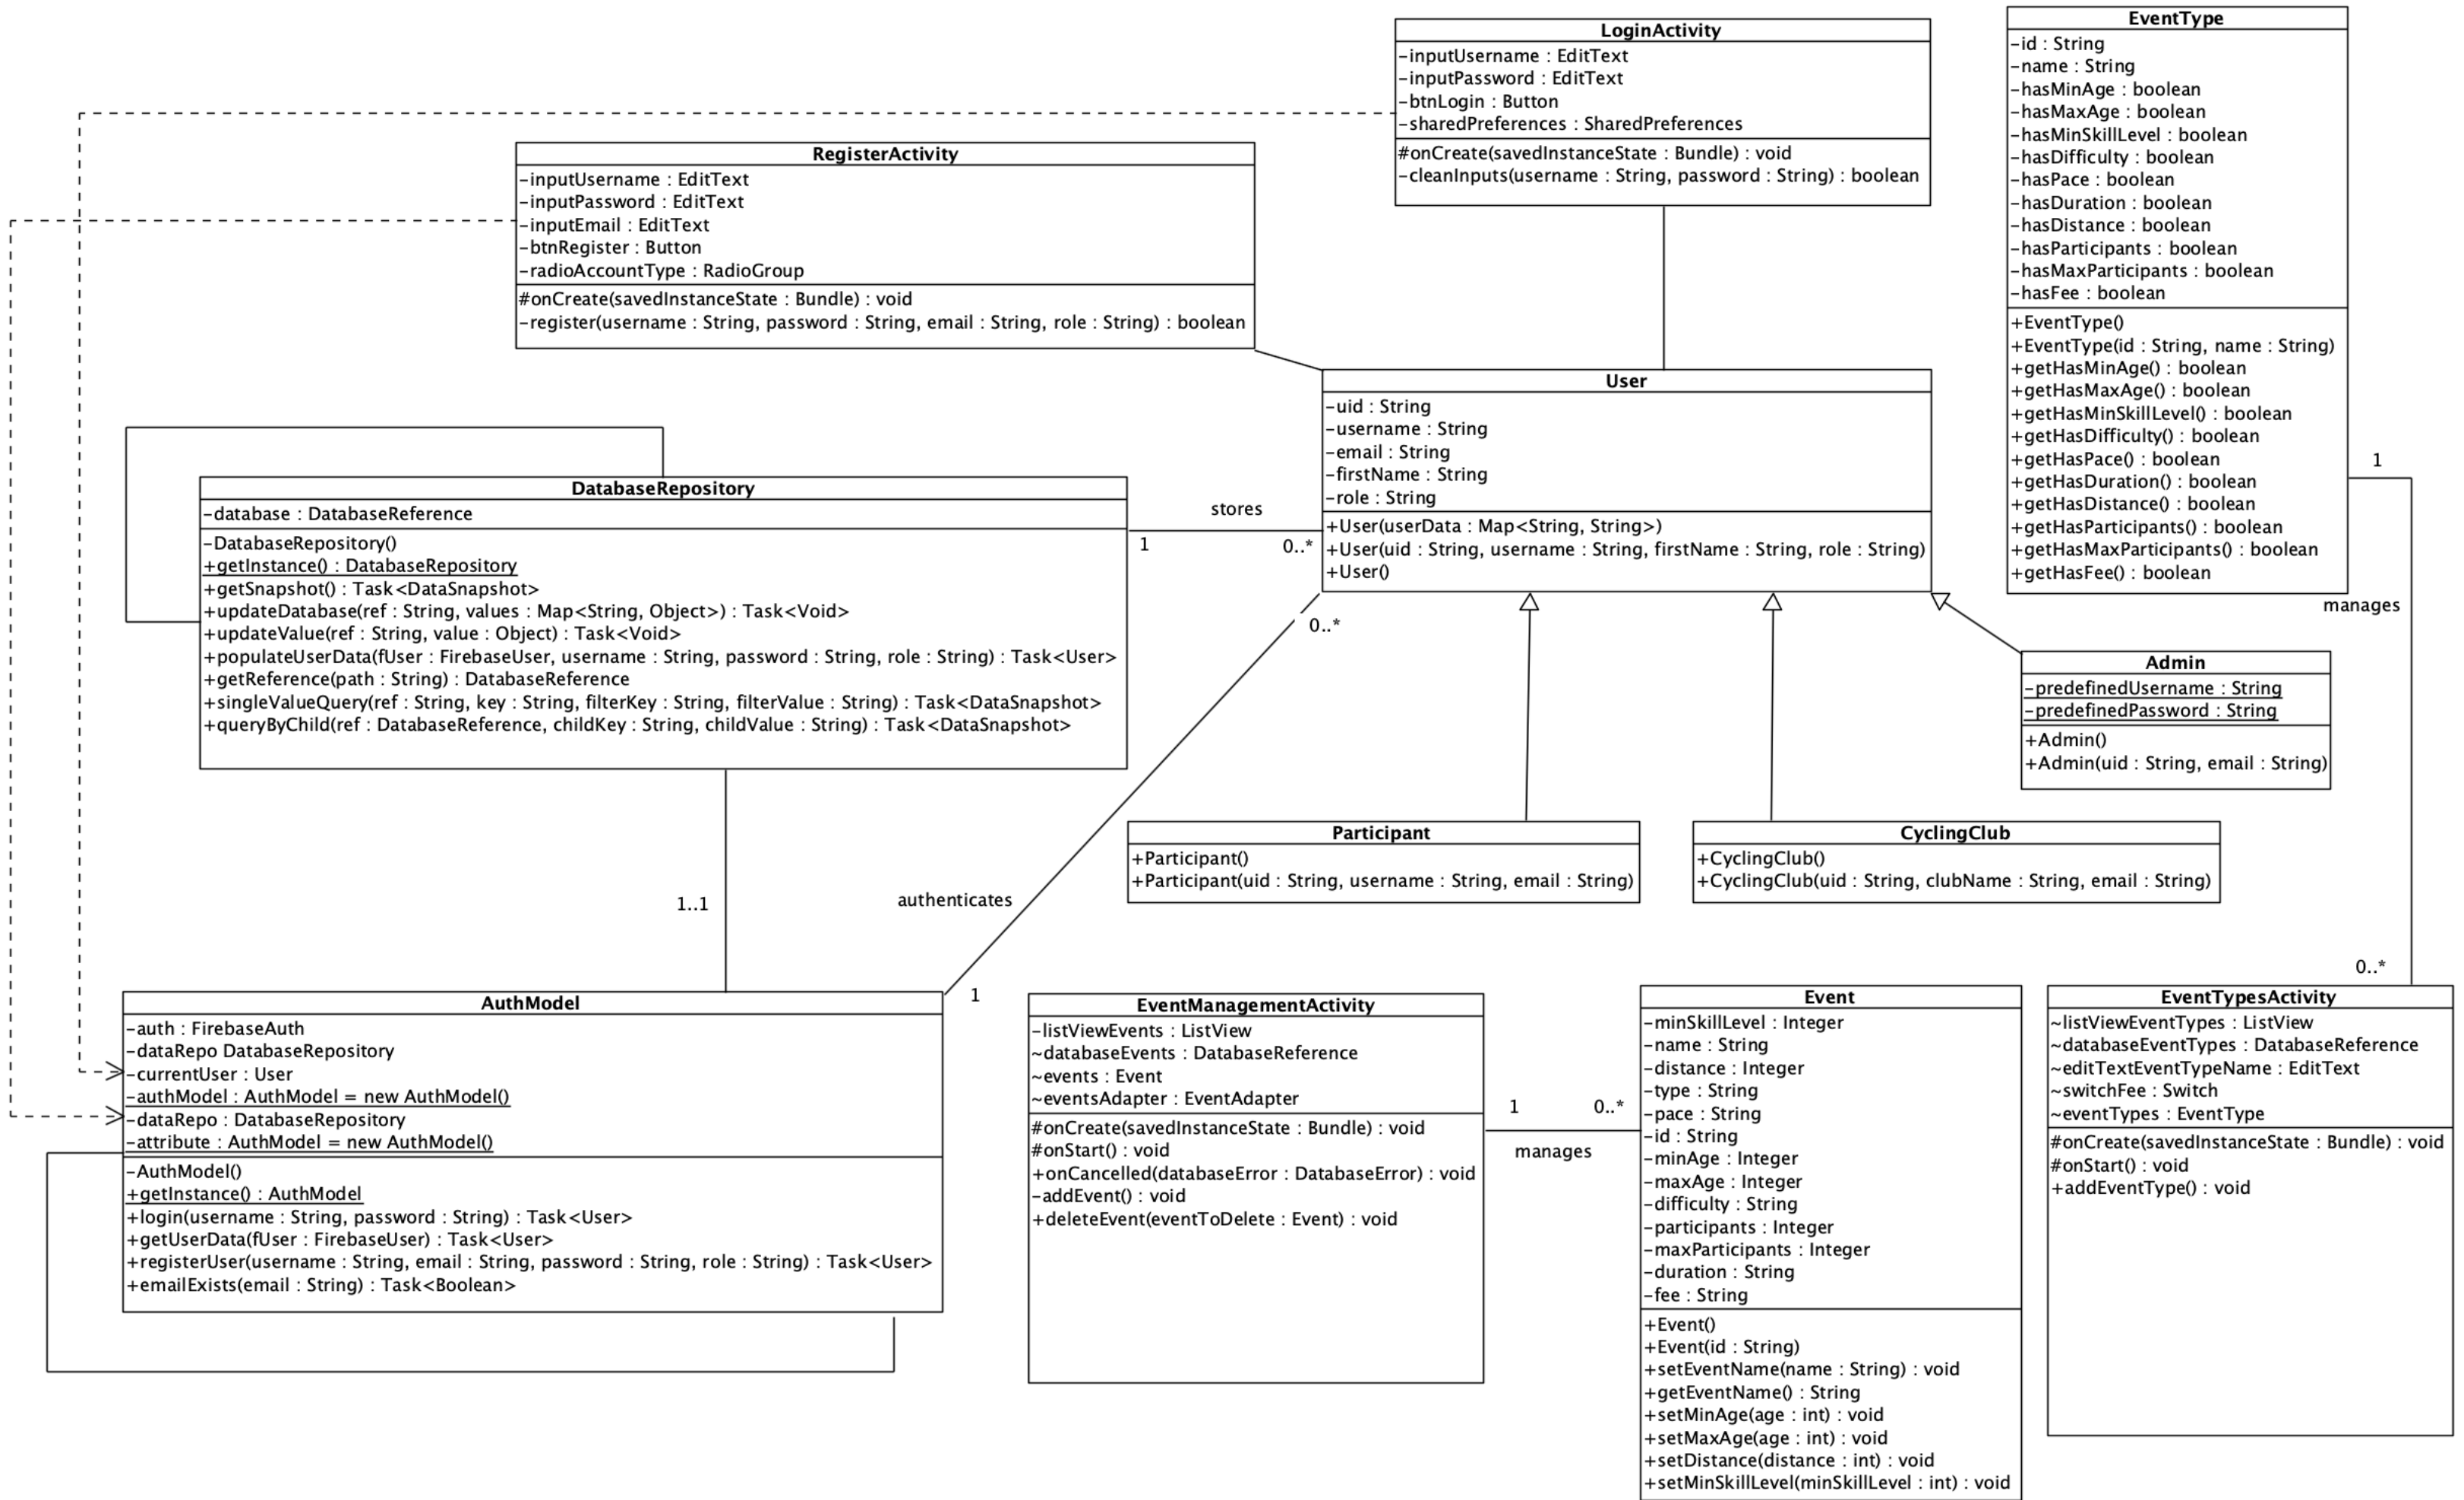 LoginActivity
-inputUsername : EditText
-inputPassword : EditText
-btnLogin : Button
-sharedPreferences : SharedPreferences
#onCreate(savedInstanceState : Bundle) : void
-cleanInputs(username : String, password : String) : boolean
EventType
-id : String
-name : String
-hasMinAge : boolean
-hasMaxAge : boolean
-hasMinSkillLevel : boolean
-hasDifficulty : boolean
-hasPace : boolean
-hasDuration : boolean
-hasDistance : boolean
-hasParticipants : boolean
-hasMaxParticipants : boolean
-hasFee : boolean
+EventType()
+EventType(id : String, name : String)
+getHasMinAge() : boolean
+getHasMaxAge() : boolean
+getHasMinSkillLevel() : boolean
+getHasDifficulty() : boolean
+getHasPace() : boolean
+getHasDuration() : boolean
+getHasDistance() : boolean
+getHasParticipants() : boolean
+getHasMaxParticipants() : boolean
+getHasFee() : boolean
1
manages
0..*
RegisterActivity
-inputUsername : EditText
-inputPassword : EditText
-inputEmail : EditText
-btnRegister : Button
-radioAccountType : RadioGroup
#onCreate(savedInstanceState : Bundle) : void
-register(username : String, password : String, email : String, role : String) : boolean
User
-uid : String
-username : String
-email : String
-firstName : String
-role : String
+User(userData : Map<String, String>)
+User(uid : String, username : String, firstName : String, role : String)
+User()
DatabaseRepository
-database : DatabaseReference
-DatabaseRepository()
+getInstance() : DatabaseRepository
+getSnapshot() : Task<DataSnapshot>
+updateDatabase(ref : String, values : Map<String, Object>) : Task<Void>
+updateValue(ref : String, value : Object) : Task<Void>
+populateUserData(fUser : FirebaseUser, username : String, password : String, role : String) : Task<User>
+getReference(path : String) : DatabaseReference
+singleValueQuery(ref : String, key : String, filterKey : String, filterValue : String) : Task<DataSnapshot>
+queryByChild(ref : DatabaseReference, childKey : String, childValue : String) : Task<DataSnapshot>
stores
1
0..*
0..*
Admin
-predefinedUsername : String
-predefinedPassword : String
+Admin()
+Admin(uid : String, email : String)
Participant
+Participant()
+Participant(uid : String, username : String, email : String)
CyclingClub
+CyclingClub()
+CyclingClub(uid : String, clubName : String, email : String)
1..1
authenticates
1
AuthModel
-auth : FirebaseAuth
-dataRepo DatabaseRepository
-currentUser : User
-authModel : AuthModel = new AuthModel()
-dataRepo : DatabaseRepository
-attribute : AuthModel = new AuthModel()
-AuthModel()
+getInstance() : AuthModel
+login(username : String, password : String) : Task<User>
+getUserData(fUser : FirebaseUser) : Task<User>
+registerUser(username : String, email : String, password : String, role : String) : Task<User>
+emailExists(email : String) : Task<Boolean>
EventManagementActivity
-listViewEvents : ListView
~databaseEvents : DatabaseReference
~events : Event
~eventsAdapter : EventAdapter
#onCreate(savedInstanceState : Bundle) : void
#onStart() : void
+onCancelled(databaseError : DatabaseError) : void
-addEvent() : void
+deleteEvent(eventToDelete : Event) : void
1
0..*
manages
Event
-minSkillLevel : Integer
-name : String
-distance : Integer
-type : String
-pace : String
-id : String
-minAge : Integer
-maxAge : Integer
-difficulty : String
-participants : Integer
-maxParticipants : Integer
-duration : String
-fee : String
+Event()
+Event(id : String)
+setEventName(name : String) : void
+getEventName() : String
+setMinAge(age : int) : void
+setMaxAge(age : int) : void
+setDistance(distance : int) : void
+setMinSkillLevel(minSkillLevel : int) : void
EventTypesActivity
~listViewEventTypes : ListView
~databaseEventTypes : DatabaseReference
~editTextEventTypeName : EditText
~switchFee : Switch
~eventTypes : EventType
#onCreate(savedInstanceState : Bundle) : void
#onStart() : void
+addEventType() : void